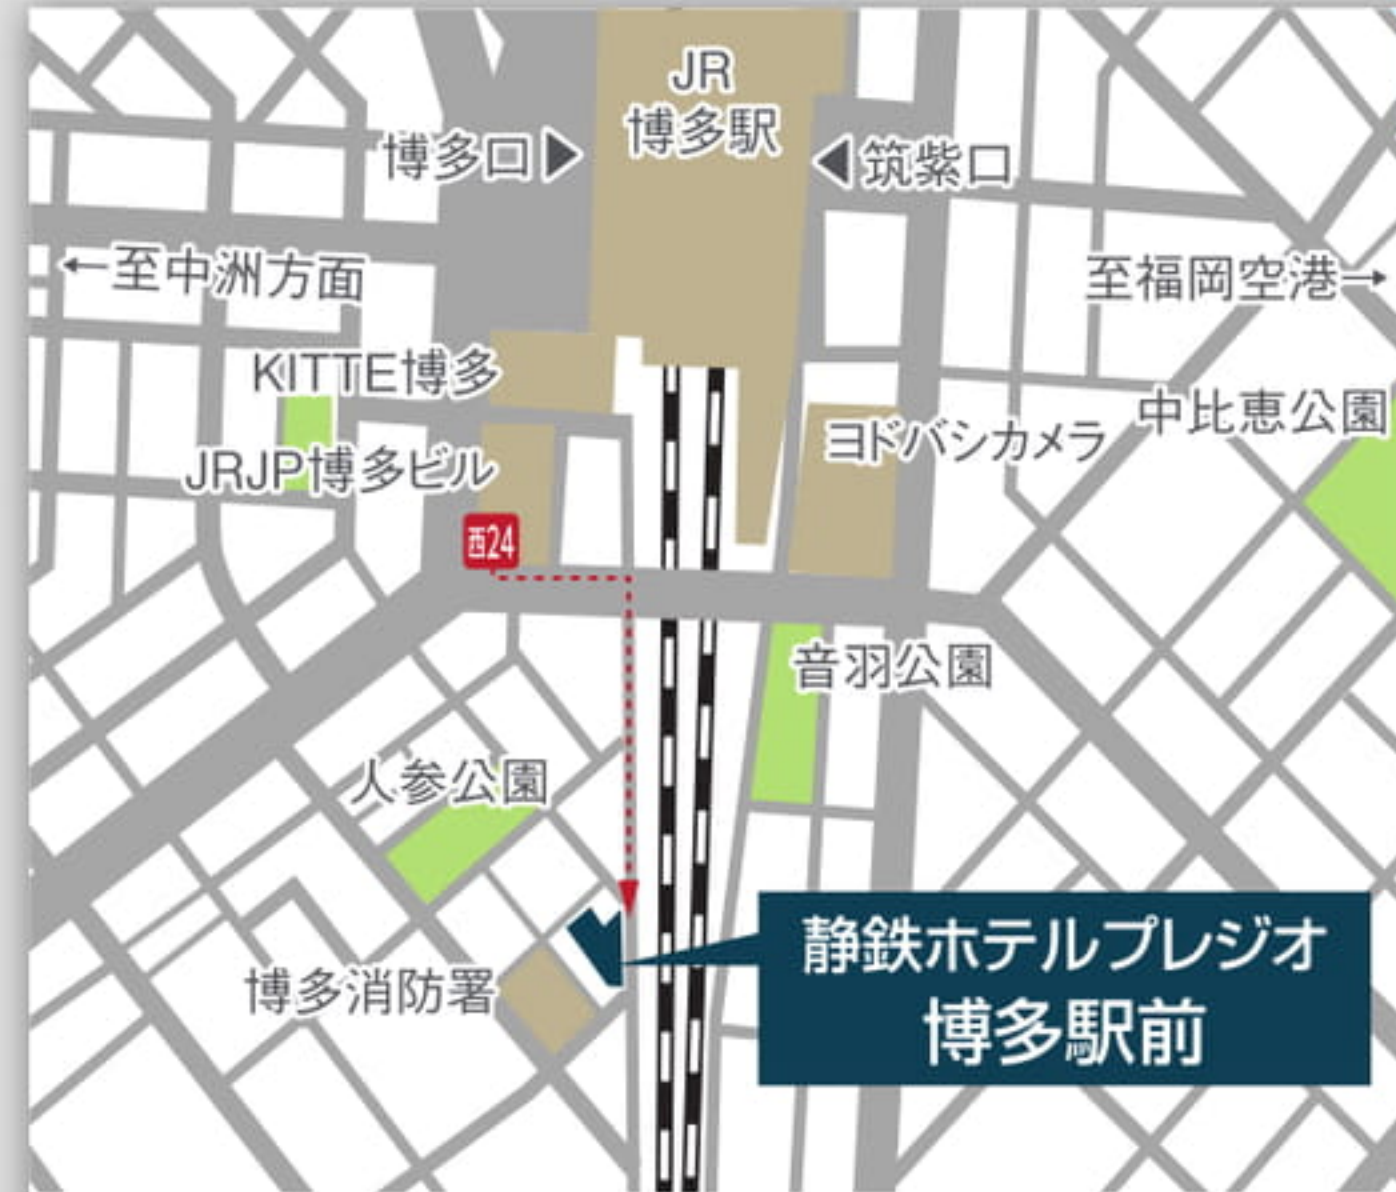 JR
博多駅
博多口▶
◀筑紫口
←至中洲方面
至福岡空港→
KITTE博多
中比恵公園
ヨドバシカメラ
JRJP博多ビル
西24
音羽公園
人参公園
静鉄ホテルプレジオ
博多駅前
博多消防署